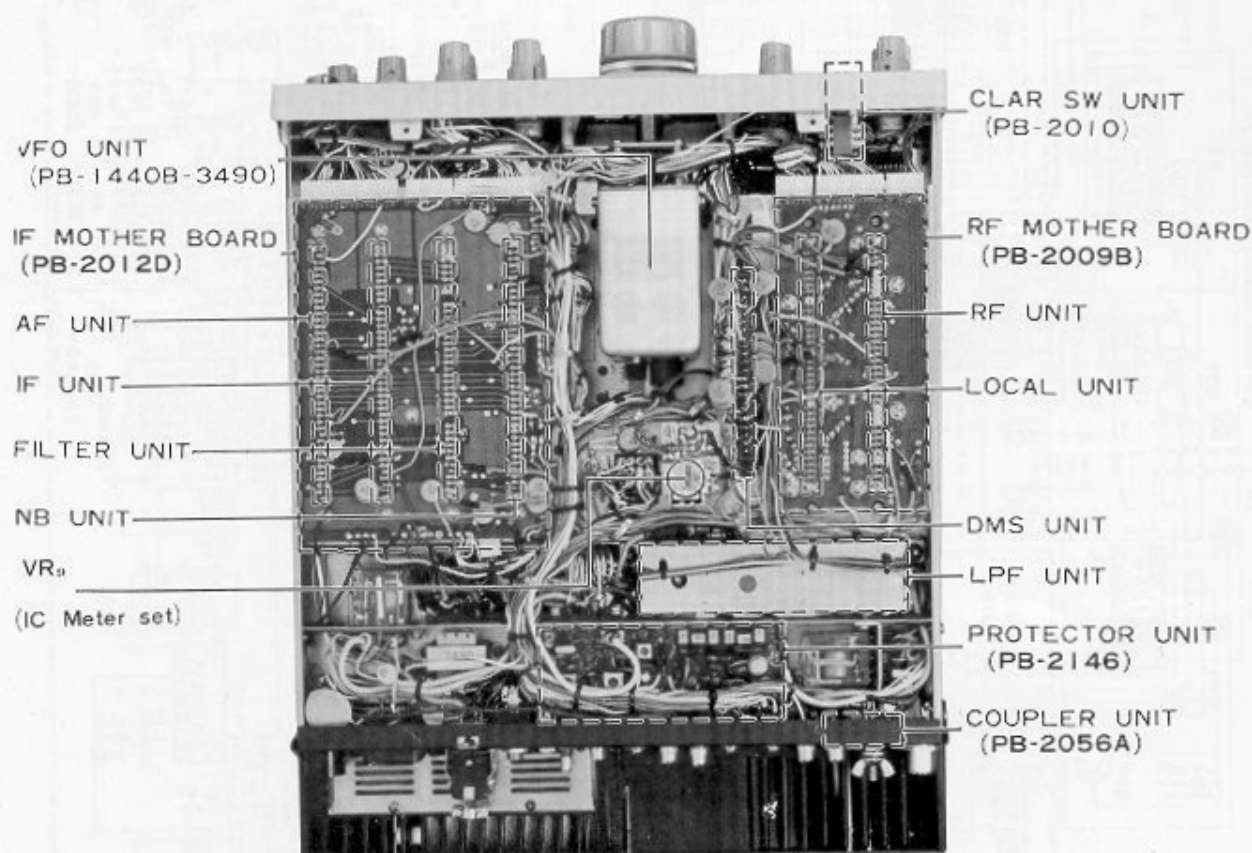 VFO UNIT
(PB-1440B-3490)
IF MOTHER BOARD
(PB-2012D)
AF UNIT
IF UNIT
FILTER UNIT
NB UNIT
VR₉
(IC Meter set)
CLAR SW UNIT
(PB-2010)
RF MOTHER BOARD
(PB-2009B)
RF UNIT
LOCAL UNIT
DMS UNIT
LPF UNIT
PROTECTOR UNIT
(PB-2146)
COUPLER UNIT
(PB-2056A)